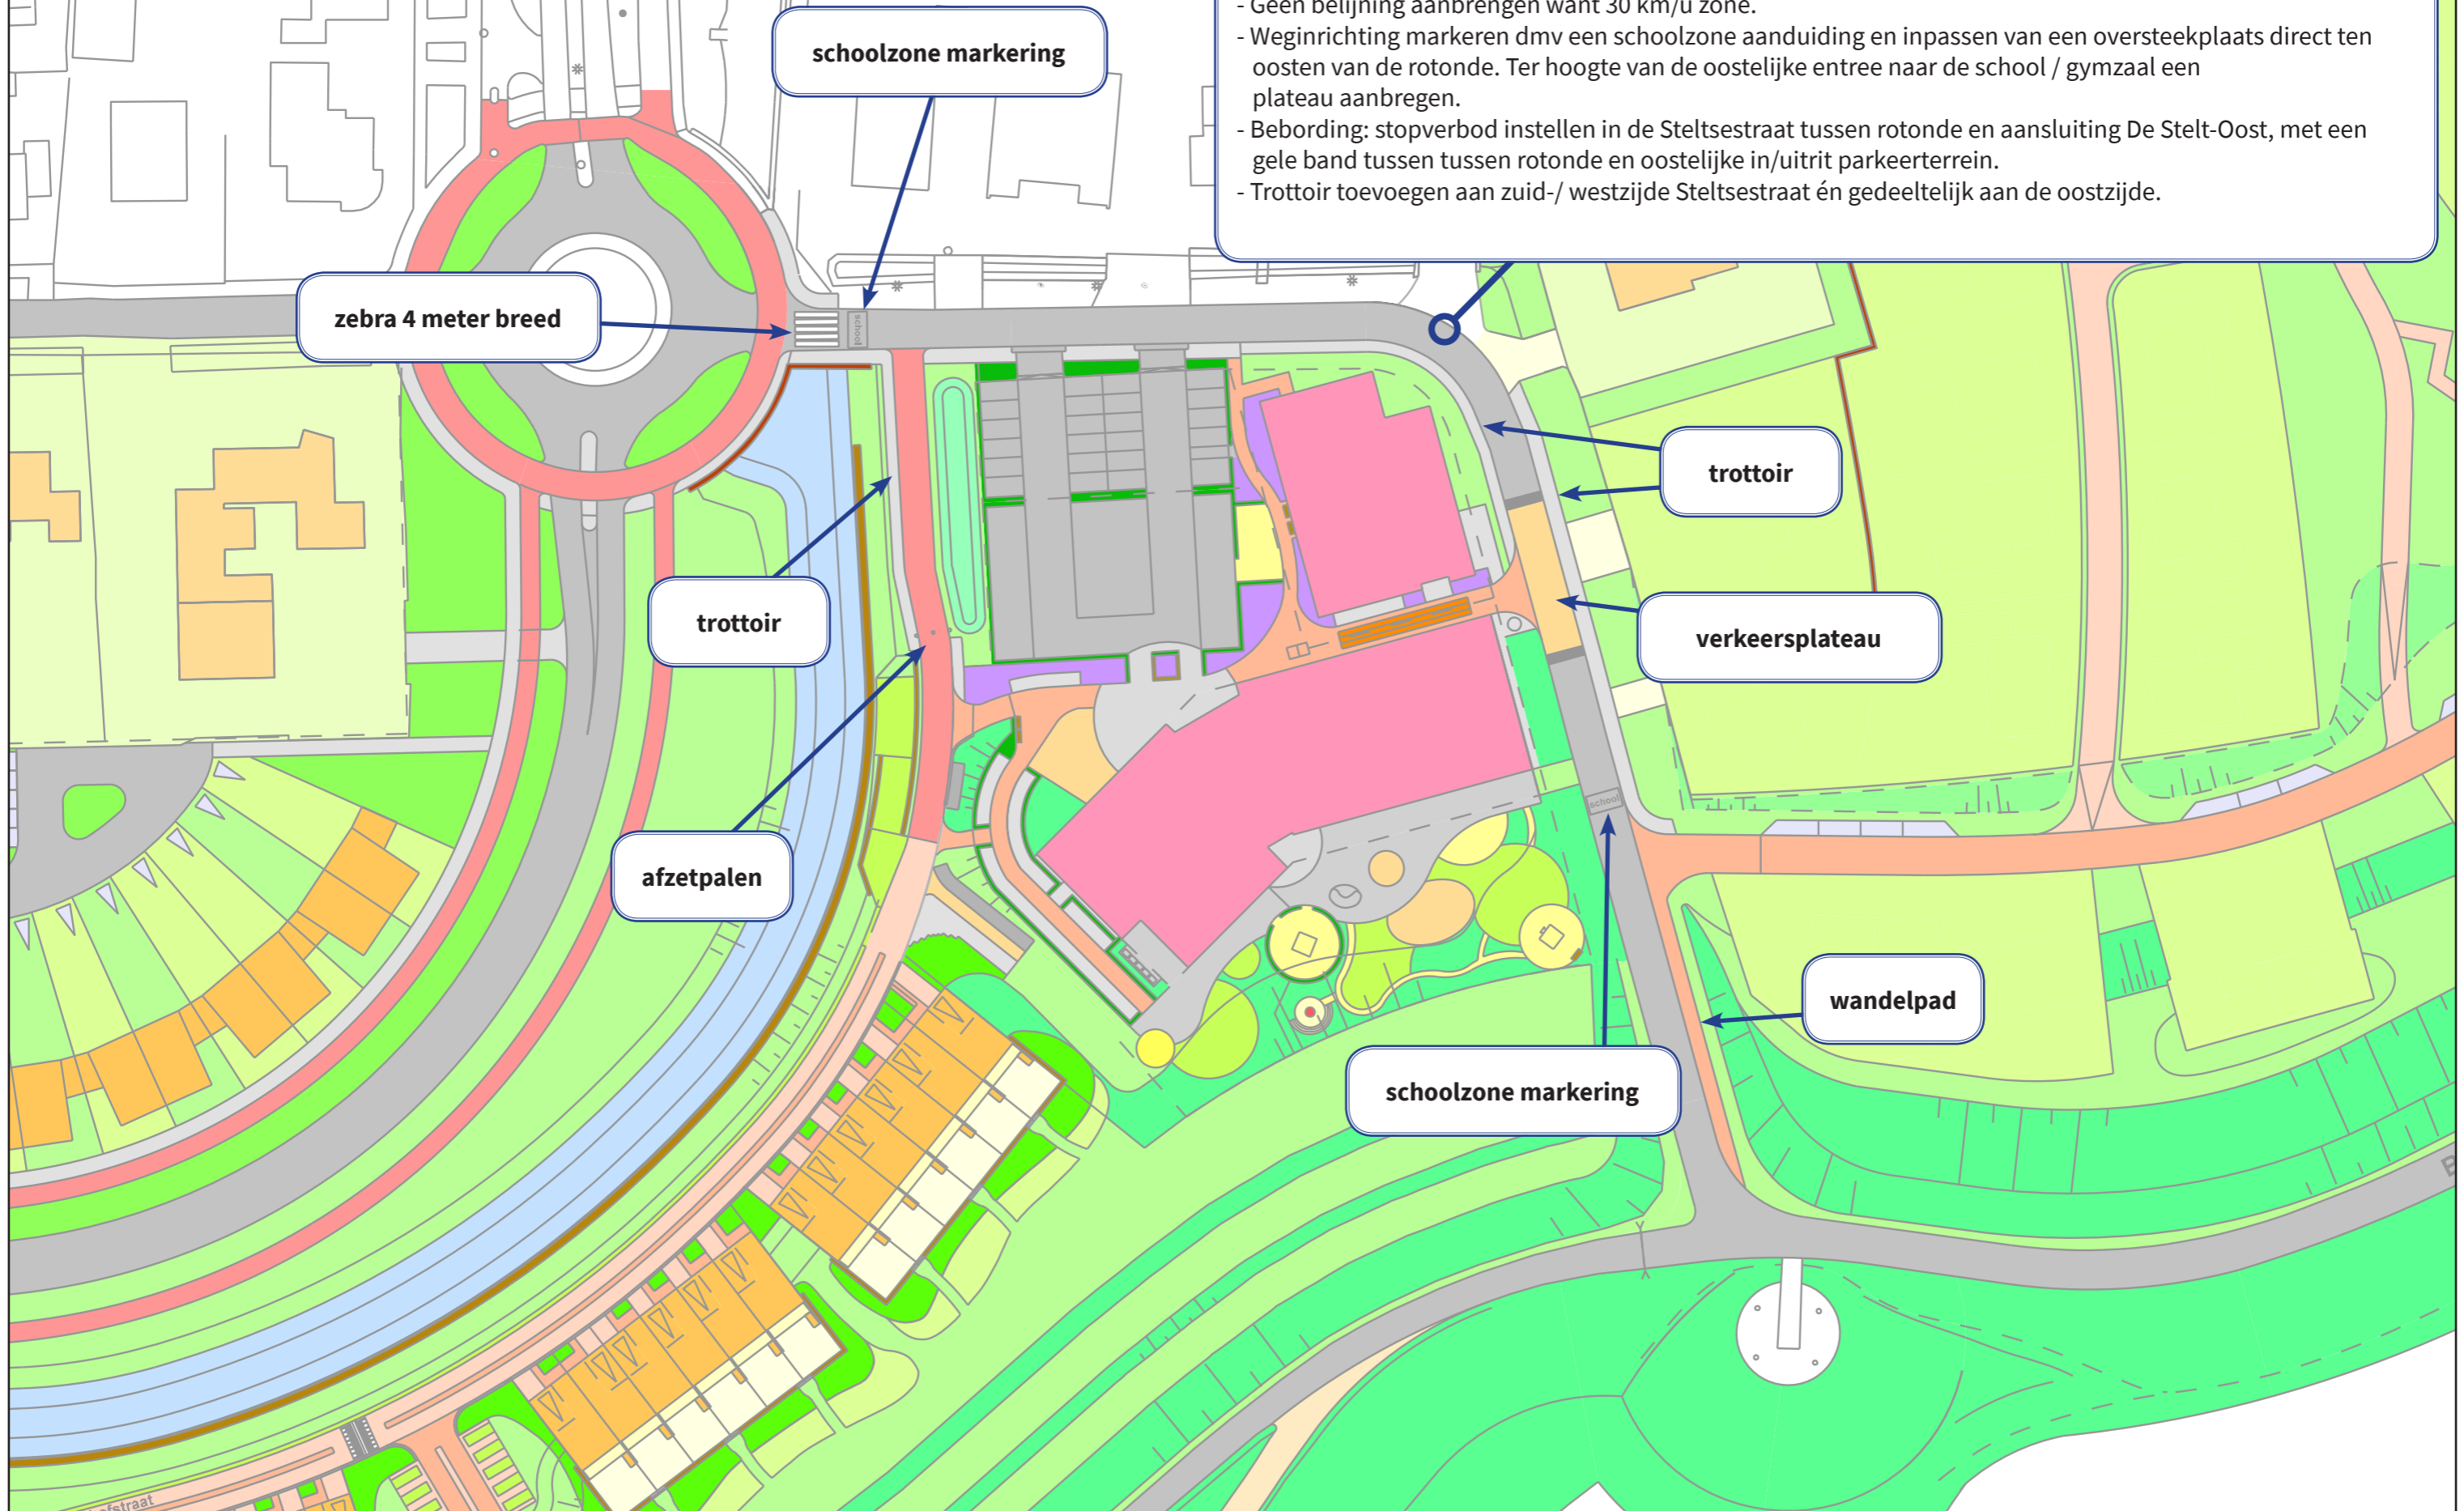 - Geen belijning aanbrengen want 30 km/u zone.
- Weginrichting markeren dmv een schoolzone aanduiding en inpassen van een oversteekplaats direct ten
oosten van de rotonde. Ter hoogte van de oostelijke entree naar de school / gymzaal een
plateau aanbregen.
- Bebording: stopverbod instellen in de Steltsestraat tussen rotonde en aansluiting De Stelt-Oost, met een
gele band tussen tussen rotonde en oostelijke in/uitrit parkeerterrein.
- Trottoir toevoegen aan zuid-/ westzijde Steltsestraat én gedeeltelijk aan de oostzijde.
schoolzone markering
zebra 4 meter breed
school
trottoir
trottoir
verkeersplateau
school
afzetpalen
wandelpad
schoolzone markering